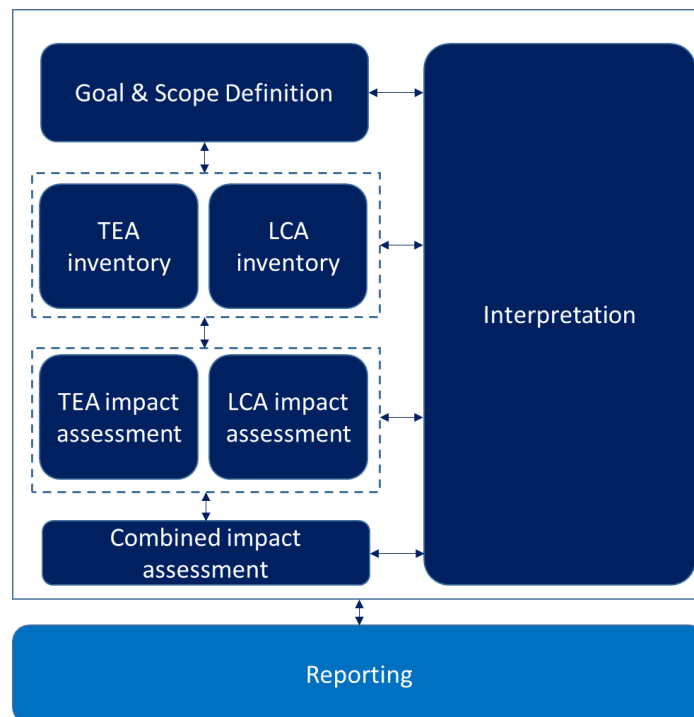 Goal & Scope Definition
TEA
inventory
LCA
inventory
Interpretation
TEA impact
assessment
LCA impact
assessment
Combined impact
assessment
Reporting